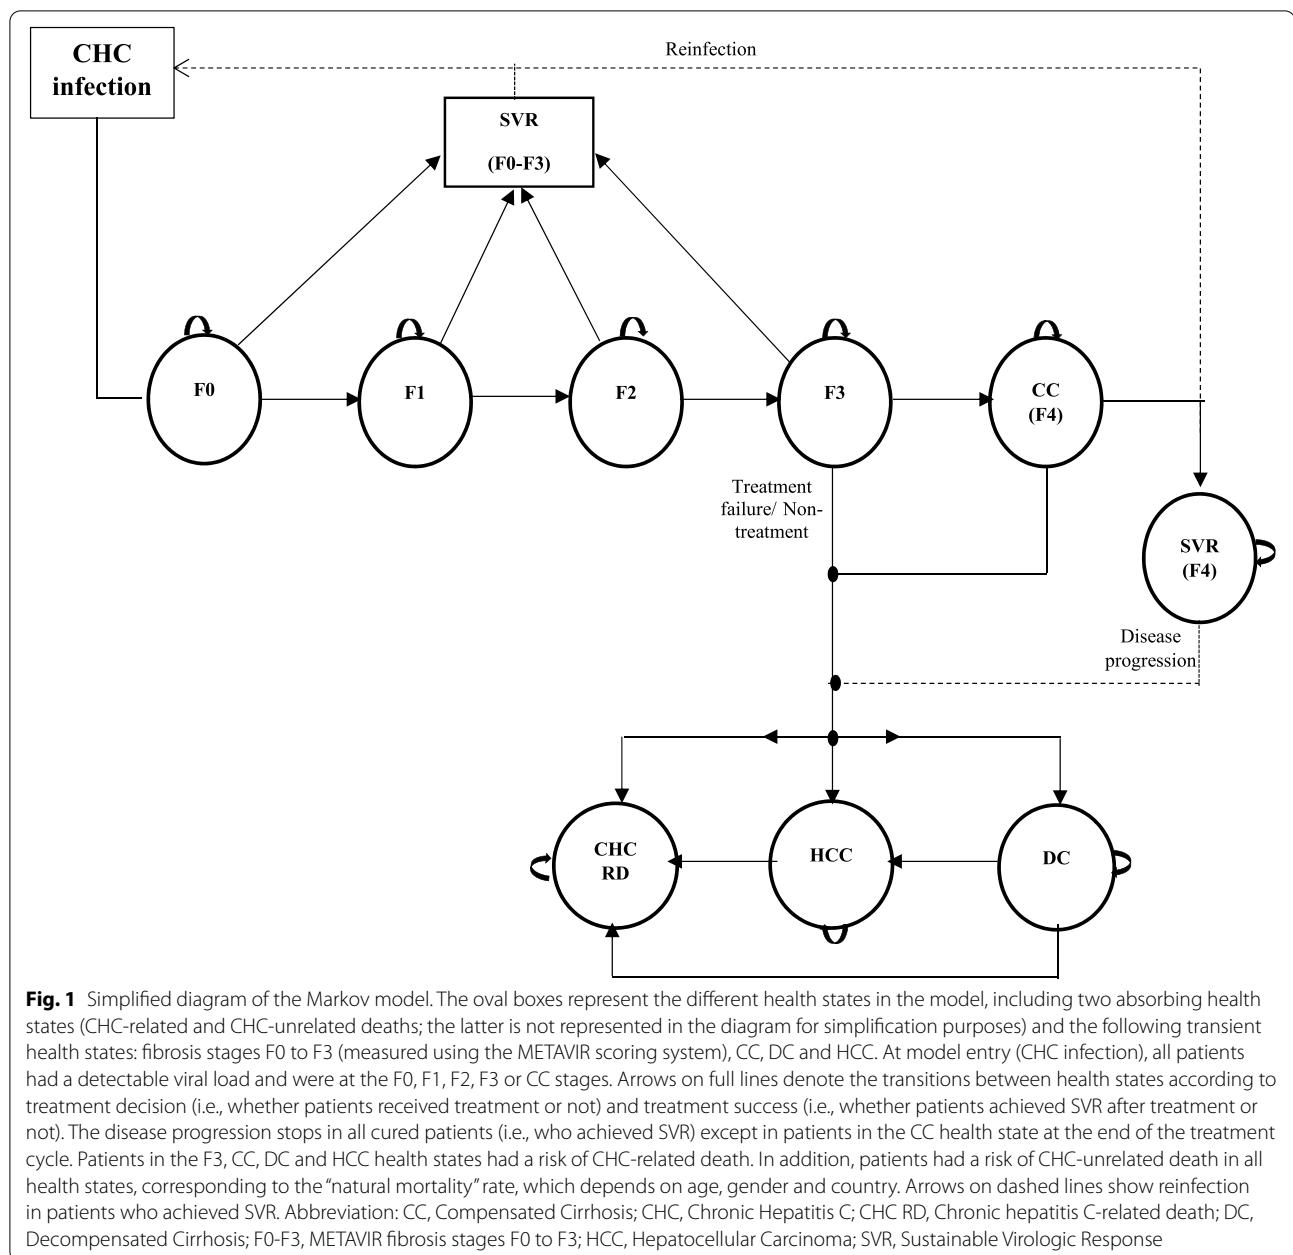 CHC
infection
Reinfection
SVR
(F0-F3)
F0
F1
F2
F3
CC
(F4)
Treatment
failure/ Non-
treatment
SVR
(F4)
Disease
progression
CHC
RD
HCC
DC
Fig. 1 Simplified diagram of the Markov model. The oval boxes represent the different health states in the model, including two absorbing health
states (CHC-related and CHC-unrelated deaths; the latter is not represented in the diagram for simplification purposes) and the following transient
health states: fibrosis stages F0 to F3 (measured using the METAVIR scoring system), CC, DC and HCC. At model entry (CHC infection), all patients
had a detectable viral load and were at the F0, F1, F2, F3 or CC stages. Arrows on full lines denote the transitions between health states according to
treatment decision (i.e., whether patients received treatment or not) and treatment success (i.e., whether patients achieved SVR after treatment or
not). The disease progression stops in all cured patients (i.e., who achieved SVR) except in patients in the CC health state at the end of the treatment
cycle. Patients in the F3, CC, DC and HCC health states had a risk of CHC-related death. In addition, patients had a risk of CHC-unrelated death in all
health states, corresponding to the “natural mortality” rate, which depends on age, gender and country. Arrows on dashed lines show reinfection
in patients who achieved SVR. Abbreviation: CC, Compensated Cirrhosis; CHC, Chronic Hepatitis C; CHC RD, Chronic hepatitis C-related death; DC,
Decompensated Cirrhosis; F0-F3, METAVIR fibrosis stages F0 to F3; HCC, Hepatocellular Carcinoma; SVR, Sustainable Virologic Response